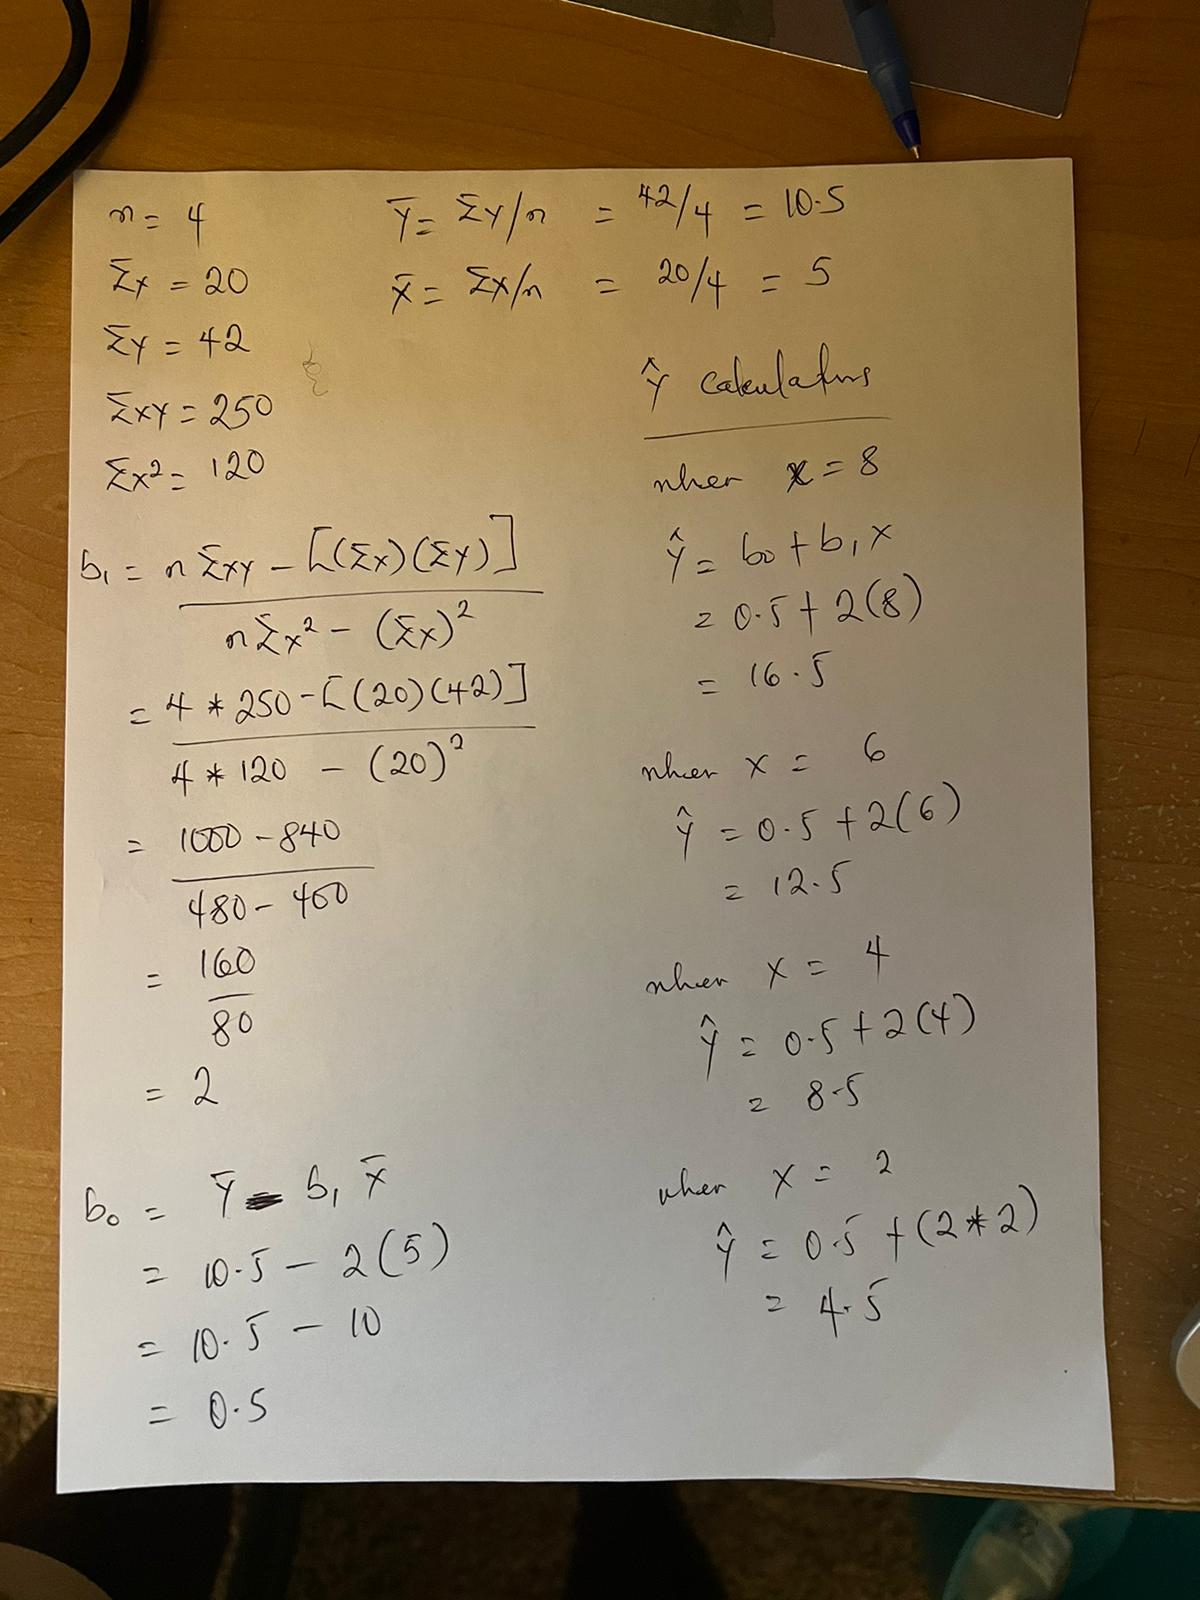 n = 4
Σx = 20
Σy = 42
Σxy = 250
Σx² = 120
b₁ = nΣxy - [(Σx)(Σy)]
nΣx² - (Σx)²
= 4 * 250 - [(20)(42)]
4 * 120 - (20)²
= 1000 - 840
480 - 400
= 160
80
= 2
b₀ = Ȳ - b₁ X̄
= 10.5 - 2(5)
= 10.5 - 10
= 0.5
Ȳ = ΣY/n = 42/4 = 10.5
X̄ = Σx/n = 20/4 = 5
Ŷ calculations
when x = 8
Ŷ = b₀ + b₁x
= 0.5 + 2(8)
= 16.5
when x = 6
Ŷ = 0.5 + 2(6)
= 12.5
when x = 4
Ŷ = 0.5 + 2(4)
= 8.5
when x = 2
Ŷ = 0.5 + (2*2)
= 4.5